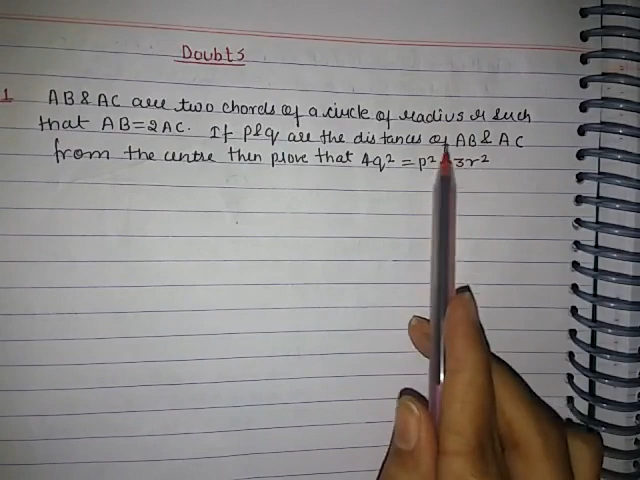 Doubts
1 AB & AC are two chords of a circle of radius r such
that AB = 2AC. If p & q are the distances of AB & AC
from the centre then prove that 4q² = p² 3r²